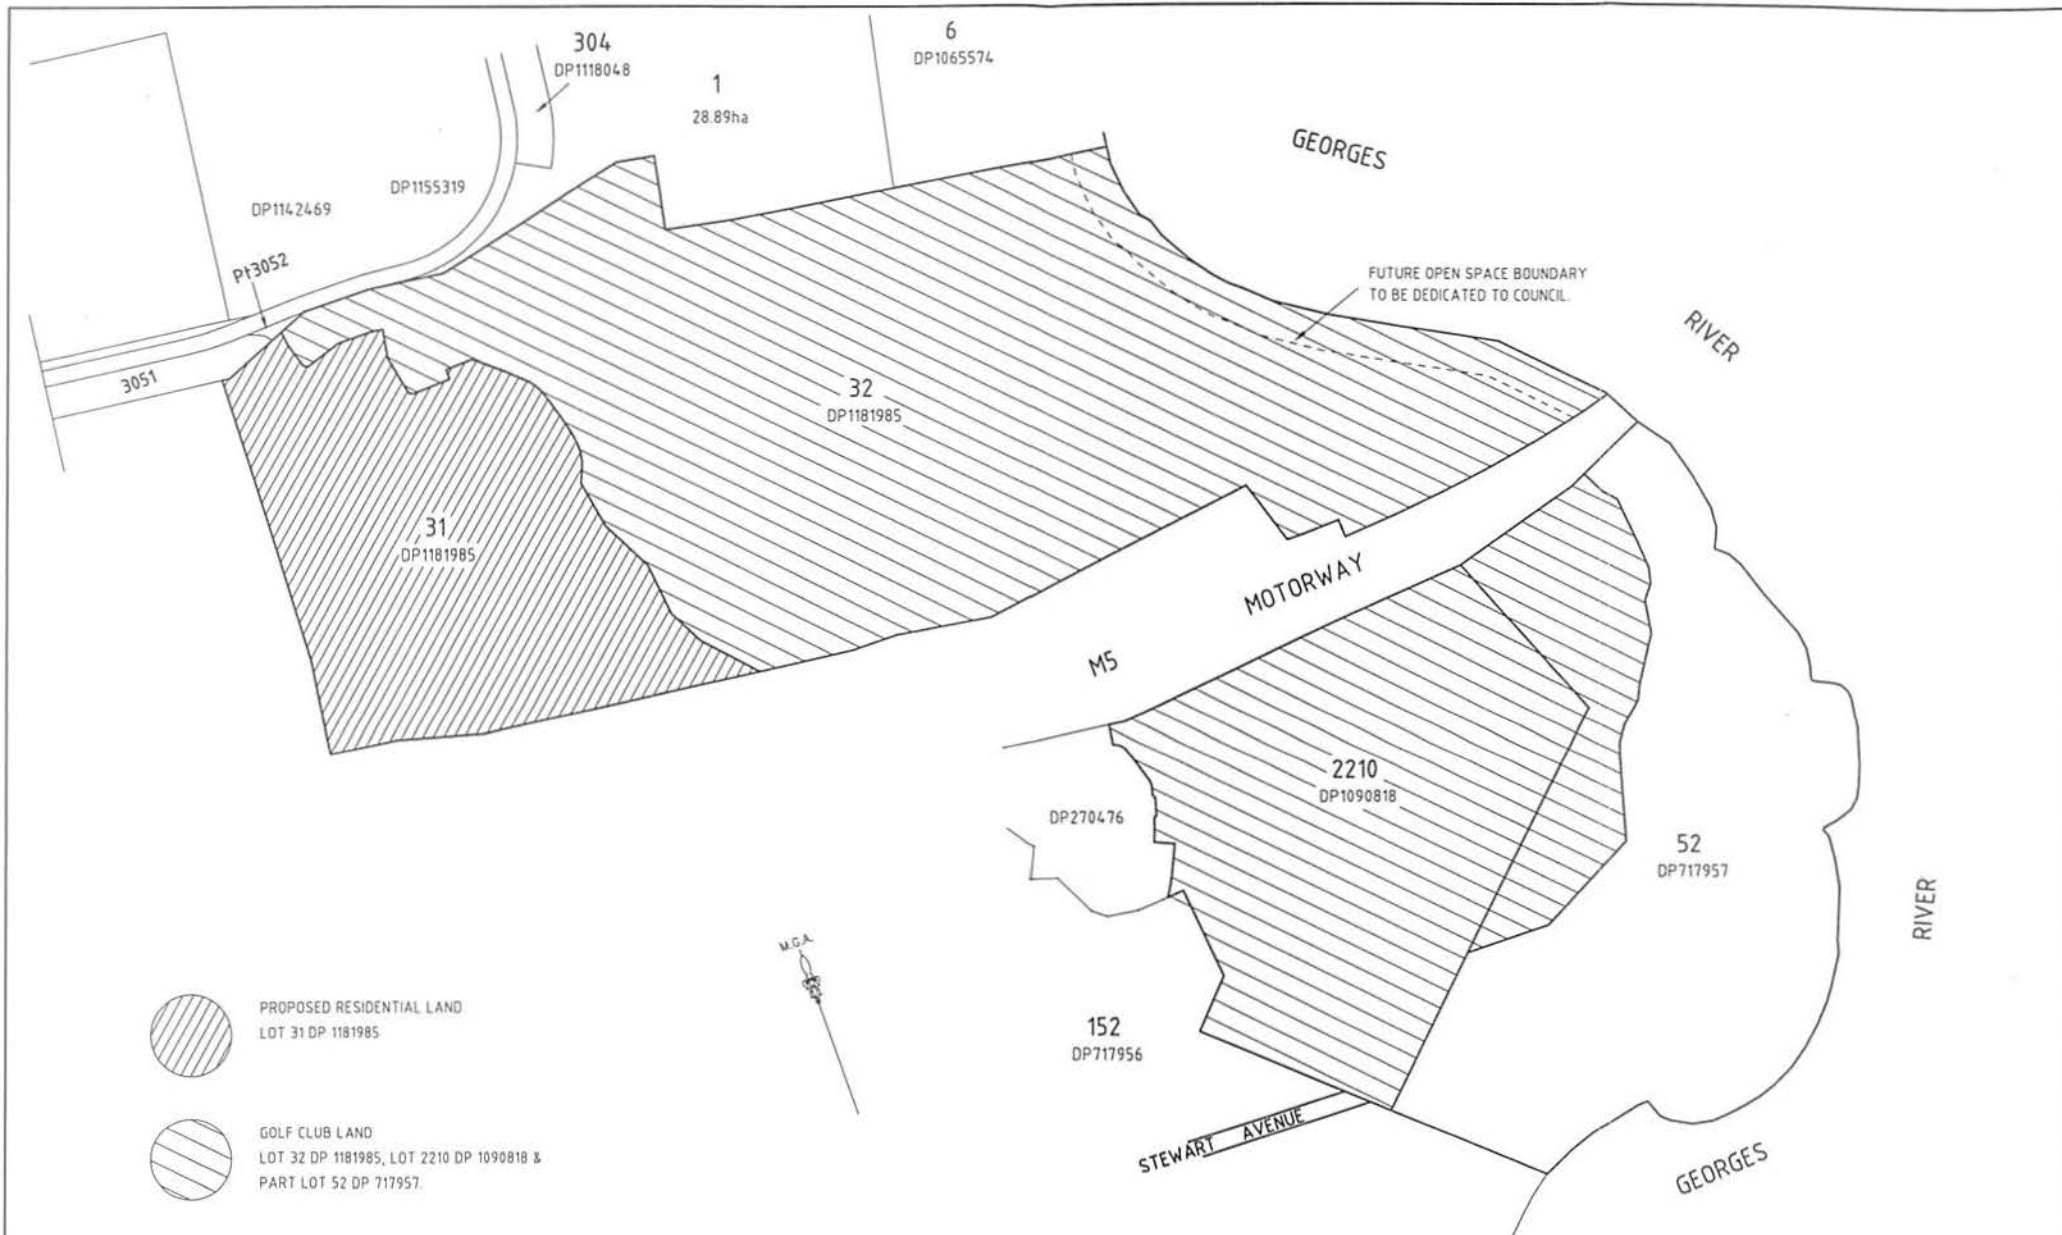 304
DP1118048
1
28.89ha
6
DP1065574
GEORGES
DP1155319
DP1142469
Pt3052
FUTURE OPEN SPACE BOUNDARY
TO BE DEDICATED TO COUNCIL.
RIVER
3051
32
DP1181985
31
DP1181985
MOTORWAY
M5
2210
DP1090818
DP270476
52
DP717957
RIVER
M.G.A.
PROPOSED RESIDENTIAL LAND
LOT 31 DP 1181985
152
DP717956
STEWART AVENUE
GOLF CLUB LAND
LOT 32 DP 1181985, LOT 2210 DP 1090818 &
PART LOT 52 DP 717957.
GEORGES